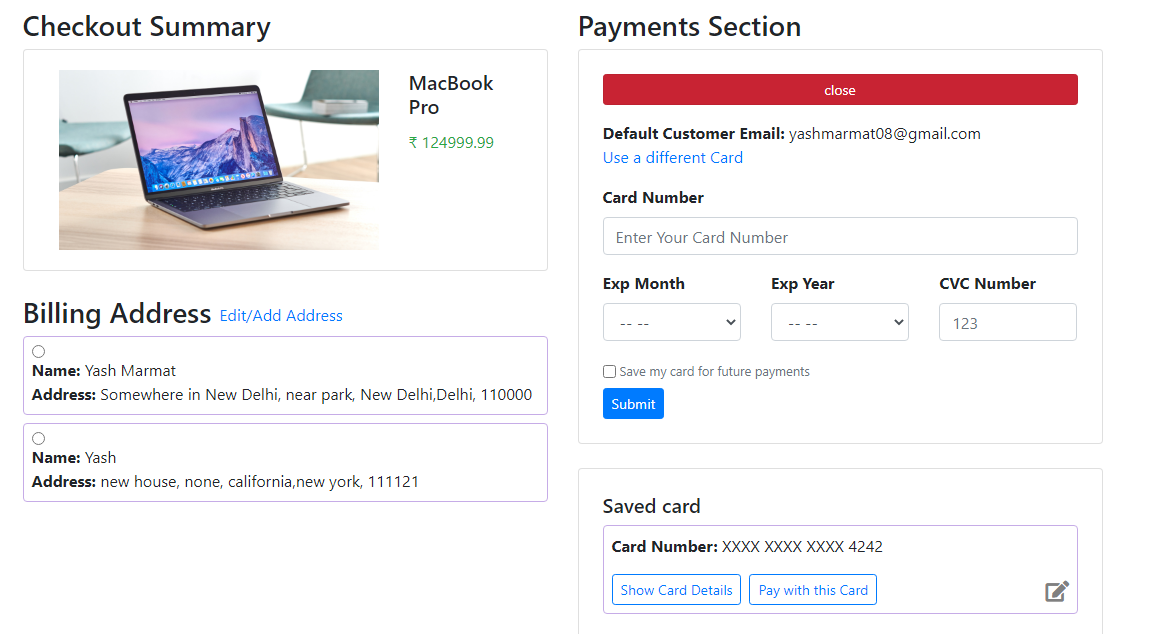 Checkout Summary
MacBook
Pro
₹ 124999.99
Billing Address Edit/Add Address
Name: Yash Marmat
Address: Somewhere in New Delhi, near park, New Delhi,Delhi, 110000
Name: Yash
Address: new house, none, california,new york, 111121
Payments Section
close
Default Customer Email: yashmarmat08@gmail.com
Use a different Card
Card Number
Enter Your Card Number
Exp Month Exp Year CVC Number
-- -- -- -- 123
Save my card for future payments
Submit
Saved card
Card Number: XXXX XXXX XXXX 4242
Show Card Details Pay with this Card